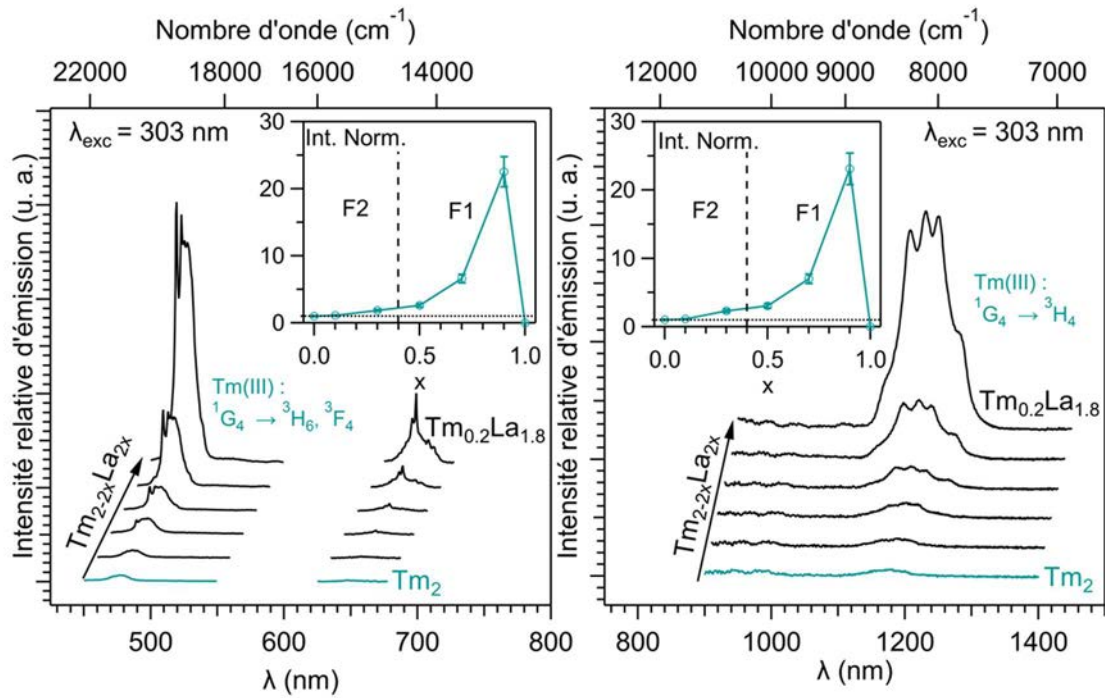 Nombre d'onde (cm⁻¹)
22000 20000 18000 16000 14000
λexc = 303 nm
30
20
10
0
Int. Norm.
F2 F1
0.0 0.5 1.0
x
Tm(III) :
¹G₄ → ³H₆, ³F₄
Tm₀.₂La₁.₈
Tm₂₋₂ₓLa₂ₓ
Tm₂
Intensité relative d'émission (u. a.)
500 600 700 800
λ (nm)
Nombre d'onde (cm⁻¹)
12000 10000 9000 8000 7000
λexc = 303 nm
30
20
10
0
Int. Norm.
F2 F1
0.0 0.5 1.0
x
Tm(III) :
¹G₄ → ³H₄
Tm₀.₂La₁.₈
Tm₂₋₂ₓLa₂ₓ
Tm₂
Intensité relative d'émission (u. a.)
800 1000 1200 1400
λ (nm)